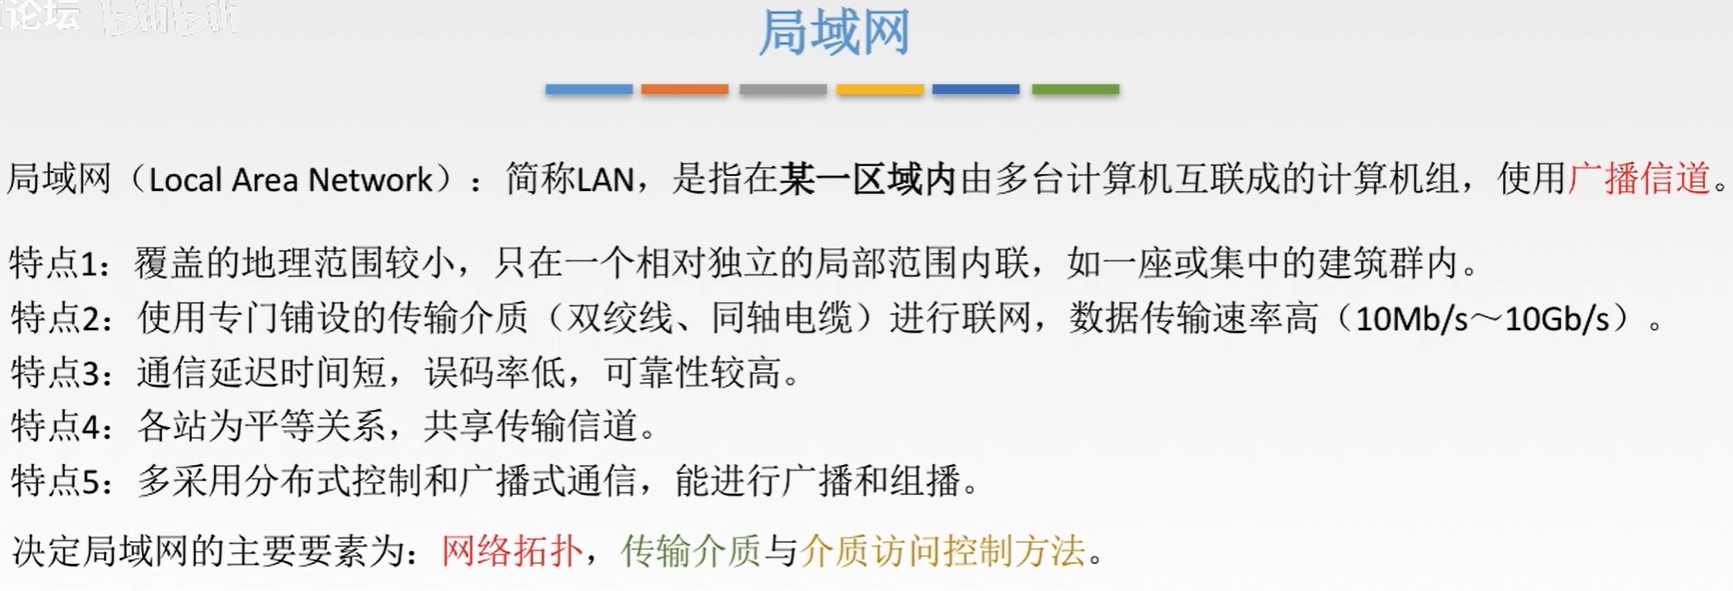 论坛 bilibili
局域网
局域网（Local Area Network）：简称LAN，是指在某一区域内由多台计算机互联成的计算机组，使用广播信道。
特点1：覆盖的地理范围较小，只在一个相对独立的局部范围内联，如一座或集中的建筑群内。
特点2：使用专门铺设的传输介质（双绞线、同轴电缆）进行联网，数据传输速率高（10Mb/s～10Gb/s）。
特点3：通信延迟时间短，误码率低，可靠性较高。
特点4：各站为平等关系，共享传输信道。
特点5：多采用分布式控制和广播式通信，能进行广播和组播。
决定局域网的主要要素为：网络拓扑，传输介质与介质访问控制方法。